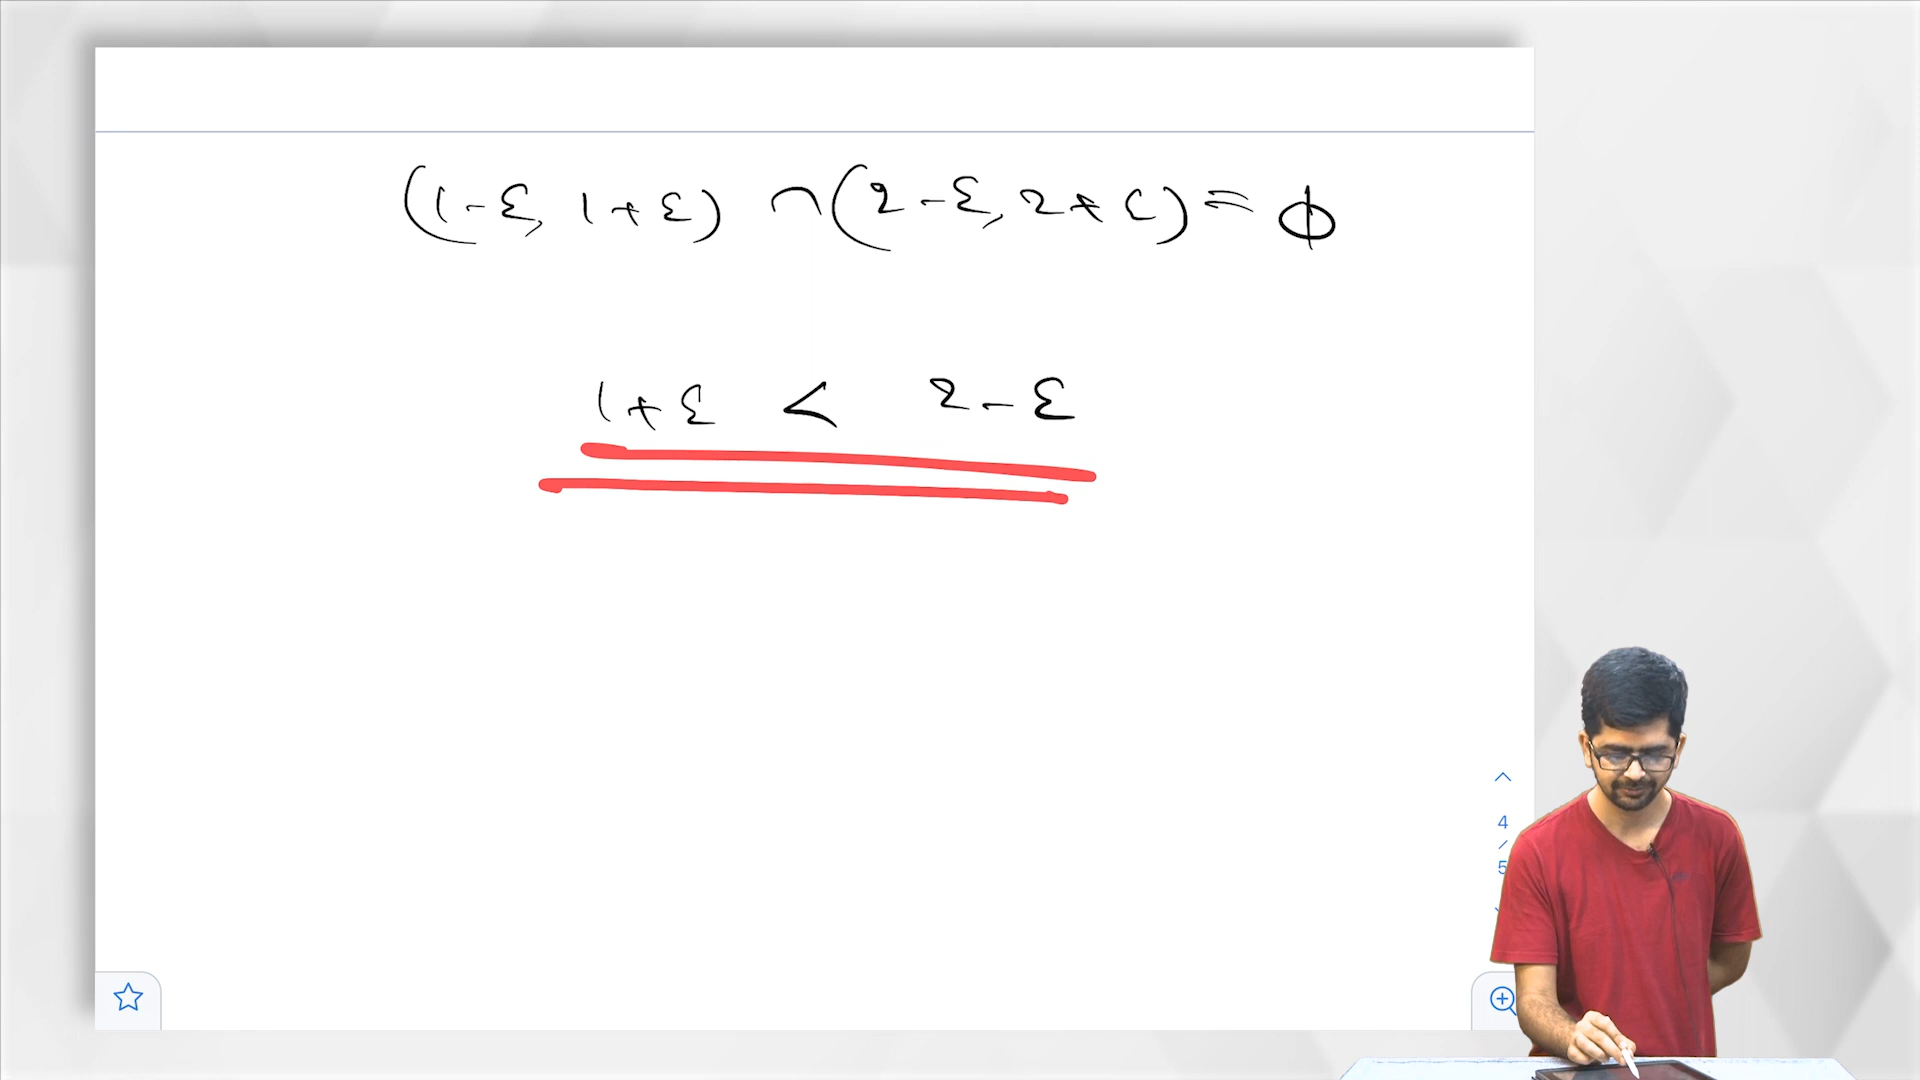 (1-ε, 1+ε) ∩ (2-ε, 2+ε) = ϕ
1+ε < 2-ε
4
5